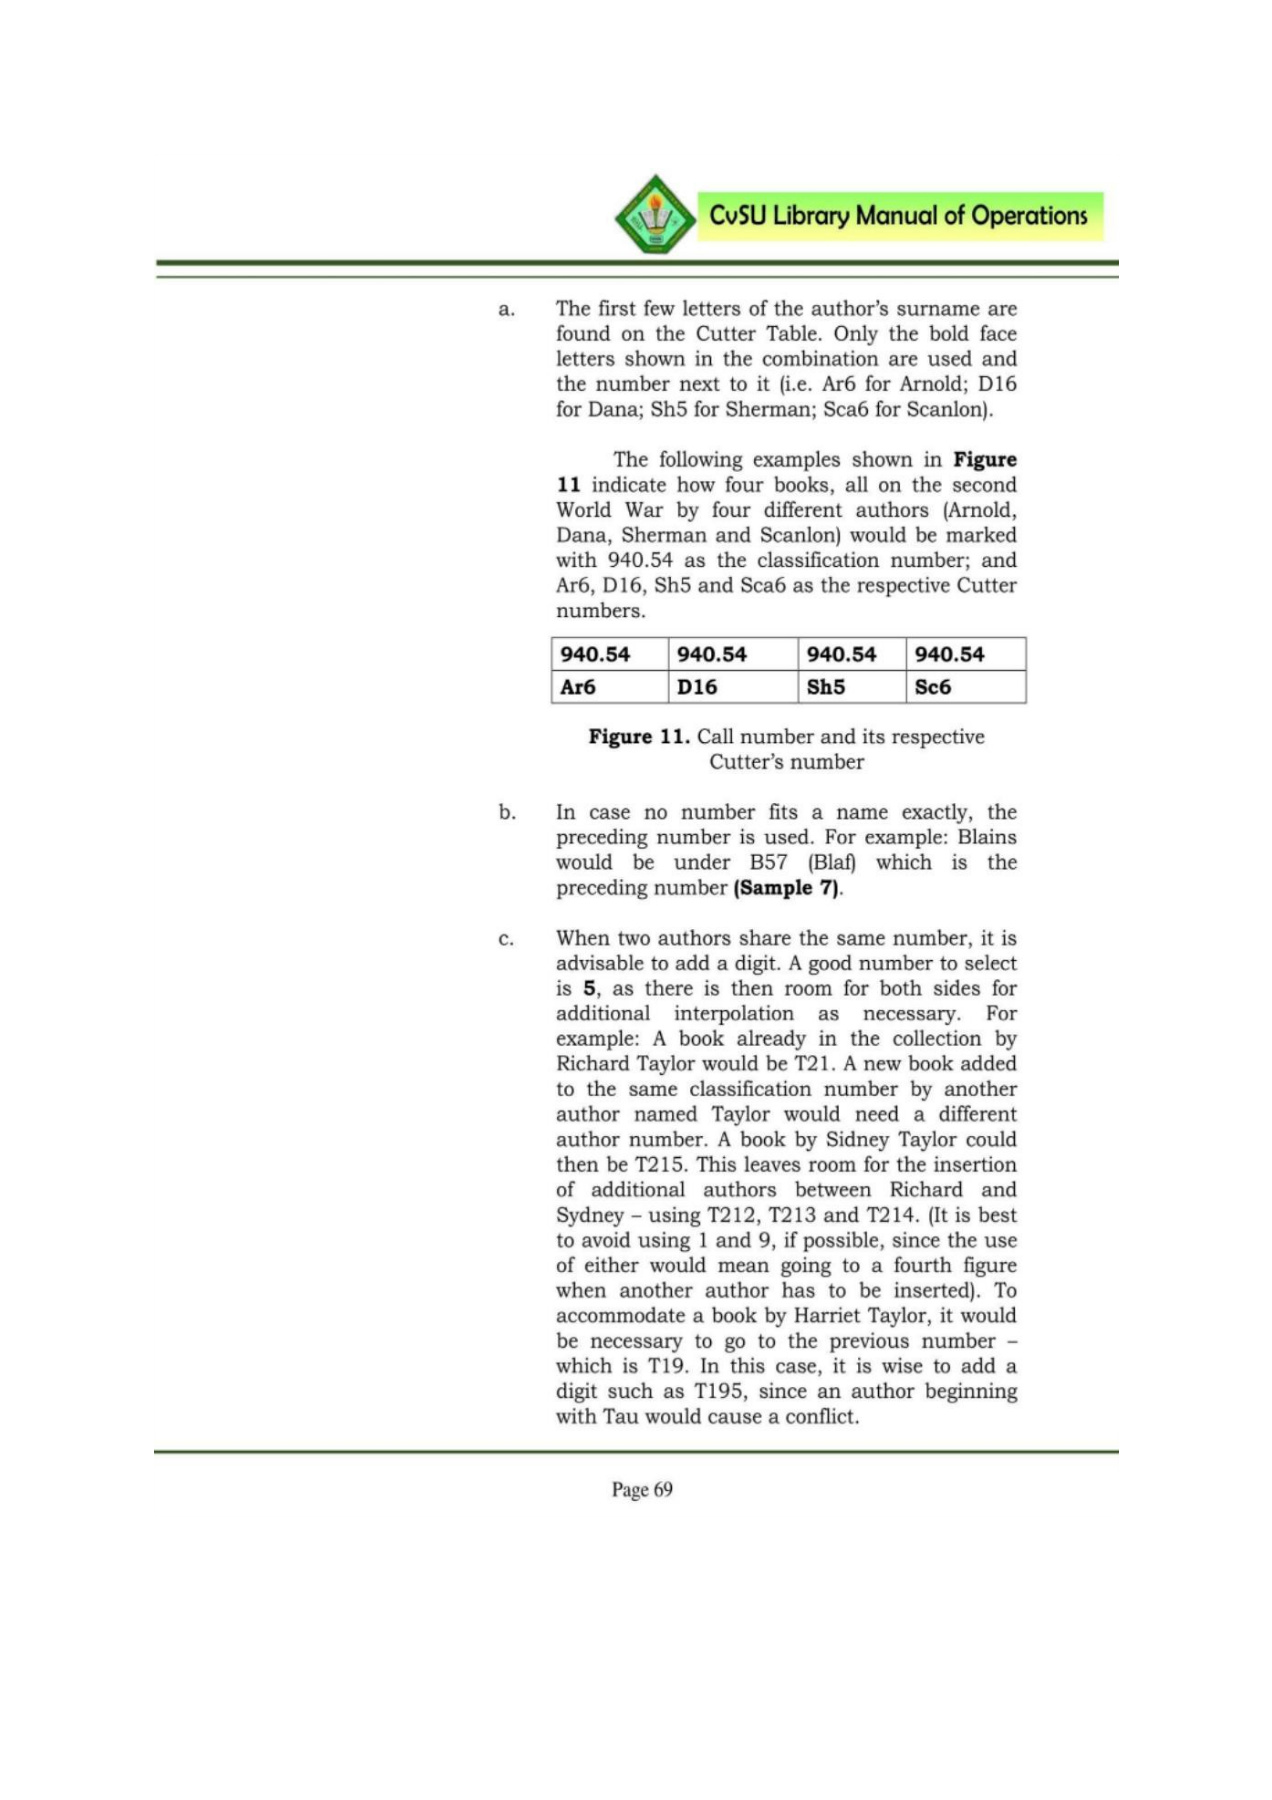 CvSU Library Manual of Operations
a. The first few letters of the author's surname are
found on the Cutter Table. Only the bold face
letters shown in the combination are used and
the number next to it (i.e. Ar6 for Arnold; D16
for Dana; Sh5 for Sherman; Sca6 for Scanlon).
The following examples shown in Figure
11 indicate how four books, all on the second
World War by four different authors (Arnold,
Dana, Sherman and Scanlon) would be marked
with 940.54 as the classification number; and
Ar6, D16, Sh5 and Sca6 as the respective Cutter
numbers.
940.54 940.54 940.54 940.54
Ar6 D16 Sh5 Sc6
Figure 11. Call number and its respective
Cutter's number
b. In case no number fits a name exactly, the
preceding number is used. For example: Blains
would be under B57 (Blaf) which is the
preceding number (Sample 7).
c. When two authors share the same number, it is
advisable to add a digit. A good number to select
is 5, as there is then room for both sides for
additional interpolation as necessary. For
example: A book already in the collection by
Richard Taylor would be T21. A new book added
to the same classification number by another
author named Taylor would need a different
author number. A book by Sidney Taylor could
then be T215. This leaves room for the insertion
of additional authors between Richard and
Sydney – using T212, T213 and T214. (It is best
to avoid using 1 and 9, if possible, since the use
of either would mean going to a fourth figure
when another author has to be inserted). To
accommodate a book by Harriet Taylor, it would
be necessary to go to the previous number –
which is T19. In this case, it is wise to add a
digit such as T195, since an author beginning
with Tau would cause a conflict.
Page 69